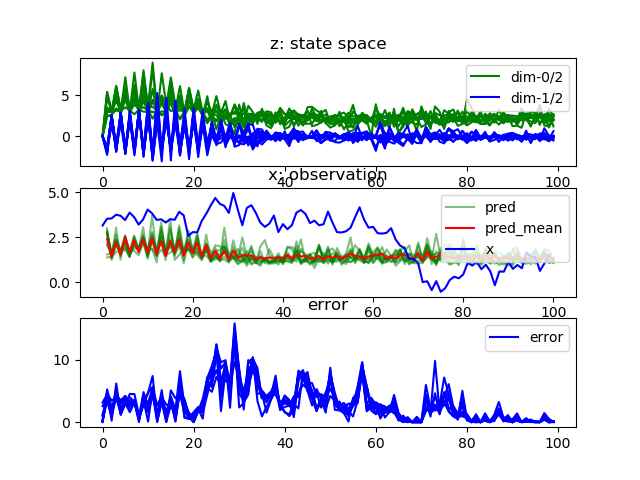 z: state space
5
0
dim-0/2
dim-1/2
0 20 40 60 80 100
x: observation
5.0
2.5
0.0
pred
pred_mean
x
0 20 40 60 80 100
error
10
0
error
0 20 40 60 80 100